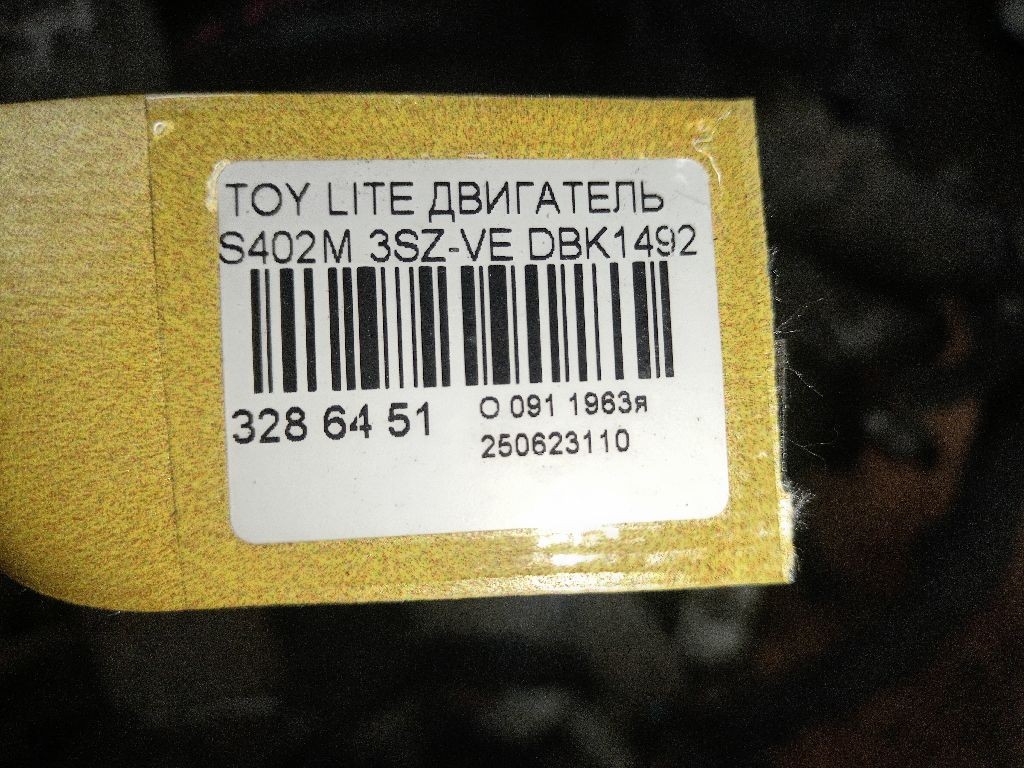 TOY LITE ДВИГАТЕЛЬ
S402M 3SZ-VE DBK1492
328 64 51
О 091 1963я
250623110